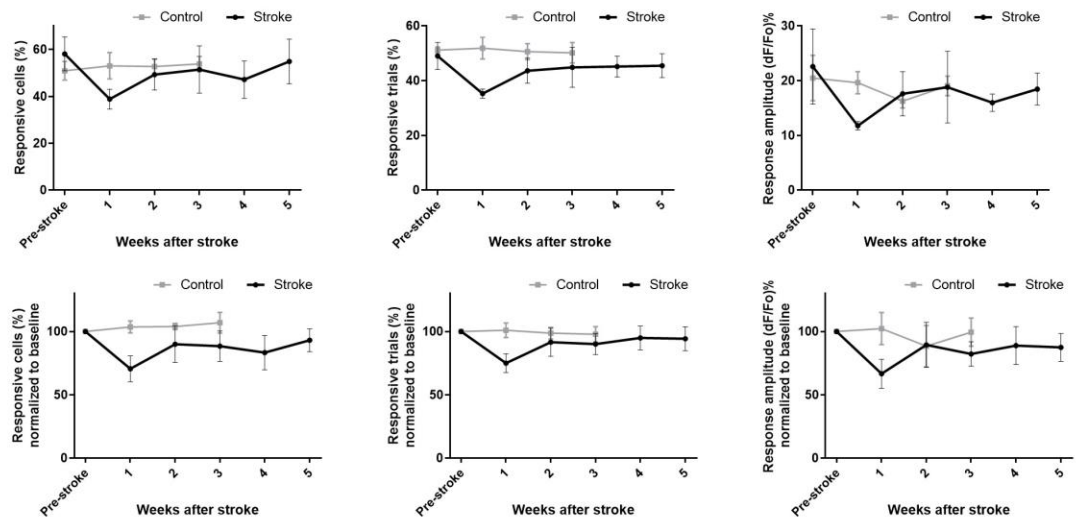 Control Stroke
Responsive cells (%)
60
40
20
0
Pre-stroke 1 2 3 4 5
Weeks after stroke
Control Stroke
Responsive trials (%)
60
40
20
0
Pre-stroke 1 2 3 4 5
Weeks after stroke
Control Stroke
Response amplitude (dF/Fo)%
30
20
10
0
Pre-stroke 1 2 3 4 5
Weeks after stroke
Control Stroke
Responsive cells (%)
normalized to baseline
100
50
0
Pre-stroke 1 2 3 4 5
Weeks after stroke
Control Stroke
Responsive trials (%)
normalized to baseline
100
50
0
Pre-stroke 1 2 3 4 5
Weeks after stroke
Control Stroke
Response amplitude (dF/Fo)%
normalized to baseline
100
50
0
Pre-stroke 1 2 3 4 5
Weeks after stroke